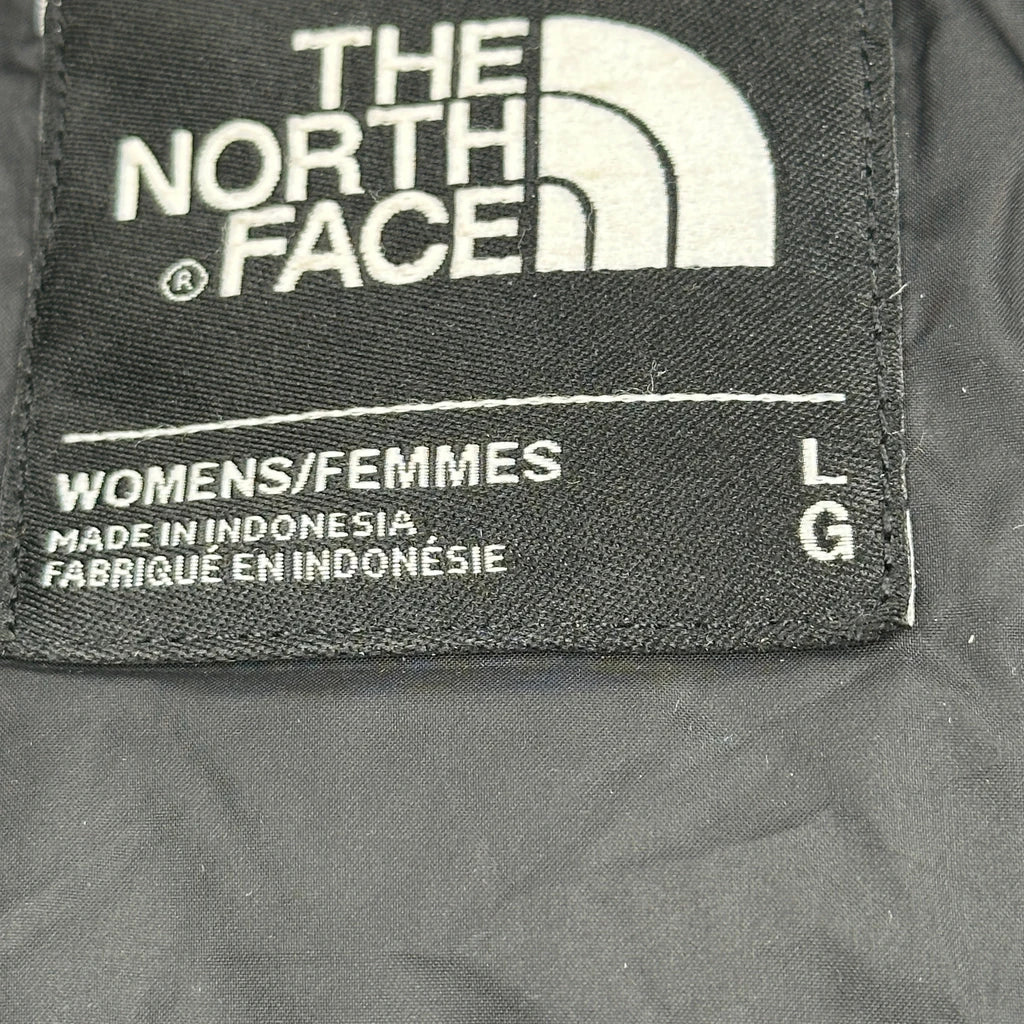 THE
NORTH
® FACE
WOMENS/FEMMES L
MADE IN INDONESIA G
FABRIQUÉ EN INDONÉSIE